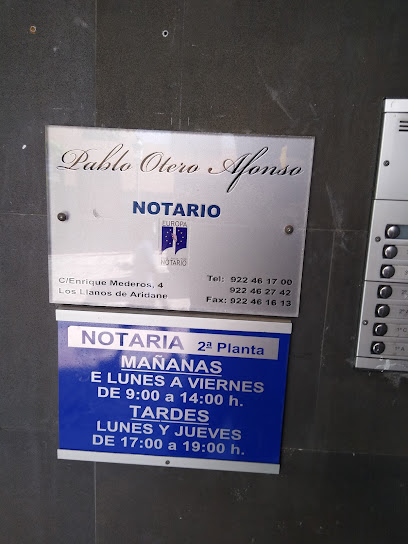 Pablo Otero Afonso
NOTARIO
EUROPA
NOTARIO
C/Enrique Mederos, 4
Los Llanos de Aridane
Tel: 922 46 17 00
922 46 27 42
Fax: 922 46 16 13
NOTARIA 2ª Planta
MAÑANAS
E LUNES A VIERNES
DE 9:00 a 14:00 h.
TARDES
LUNES Y JUEVES
DE 17:00 a 19:00 h.